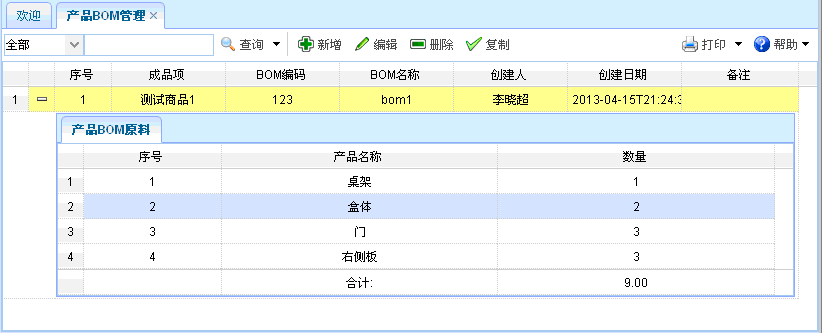 欢迎 产品BOM管理
全部 查询 新增 编辑 删除 复制 打印 帮助
序号 成品项 BOM编码 BOM名称 创建人 创建日期 备注
1 1 测试商品1 123 bom1 李晓超 2013-04-15T21:24:3
产品BOM原料
序号 产品名称 数量
1 1 桌架 1
2 2 盒体 2
3 3 门 3
4 4 右侧板 3
合计: 9.00